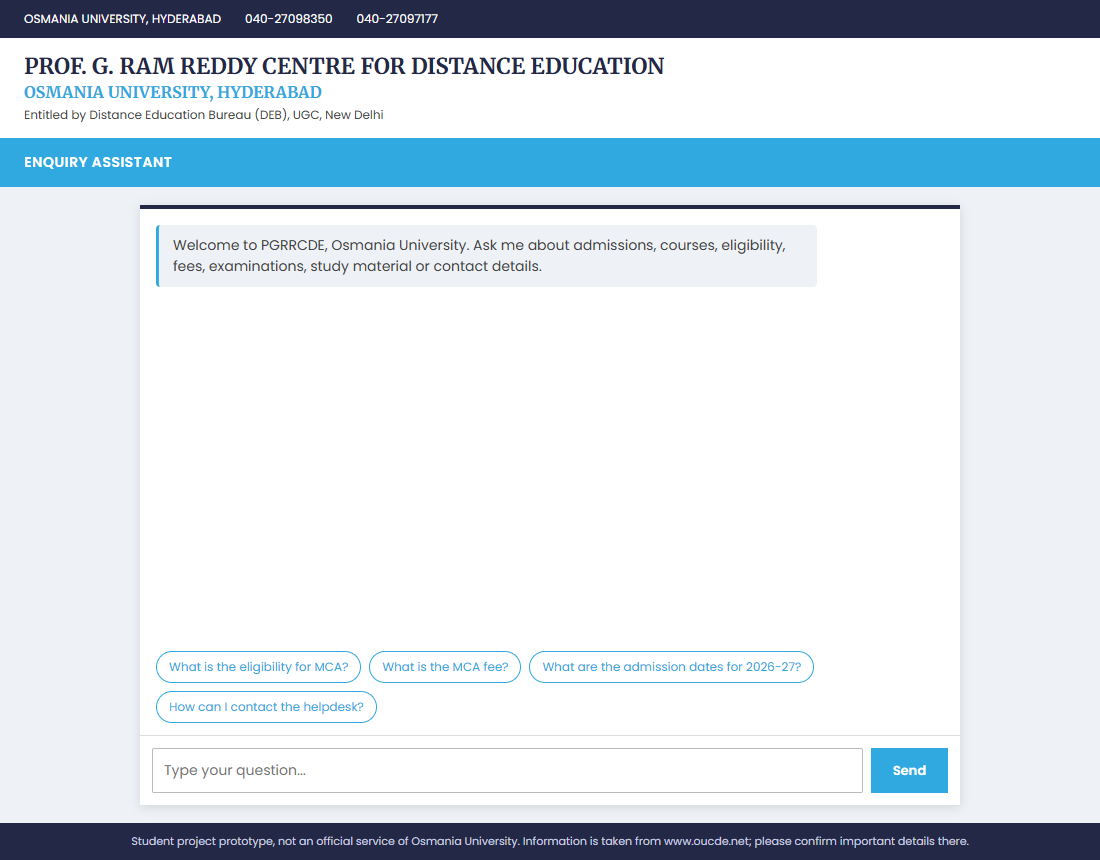 OSMANIA UNIVERSITY, HYDERABAD 040-27098350 040-27097177
PROF. G. RAM REDDY CENTRE FOR DISTANCE EDUCATION
OSMANIA UNIVERSITY, HYDERABAD
Entitled by Distance Education Bureau (DEB), UGC, New Delhi
ENQUIRY ASSISTANT
Welcome to PGRRCDE, Osmania University. Ask me about admissions, courses, eligibility,
fees, examinations, study material or contact details.
What is the eligibility for MCA? What is the MCA fee? What are the admission dates for 2026-27?
How can I contact the helpdesk?
Type your question... Send
Student project prototype, not an official service of Osmania University. Information is taken from www.oucde.net; please confirm important details there.